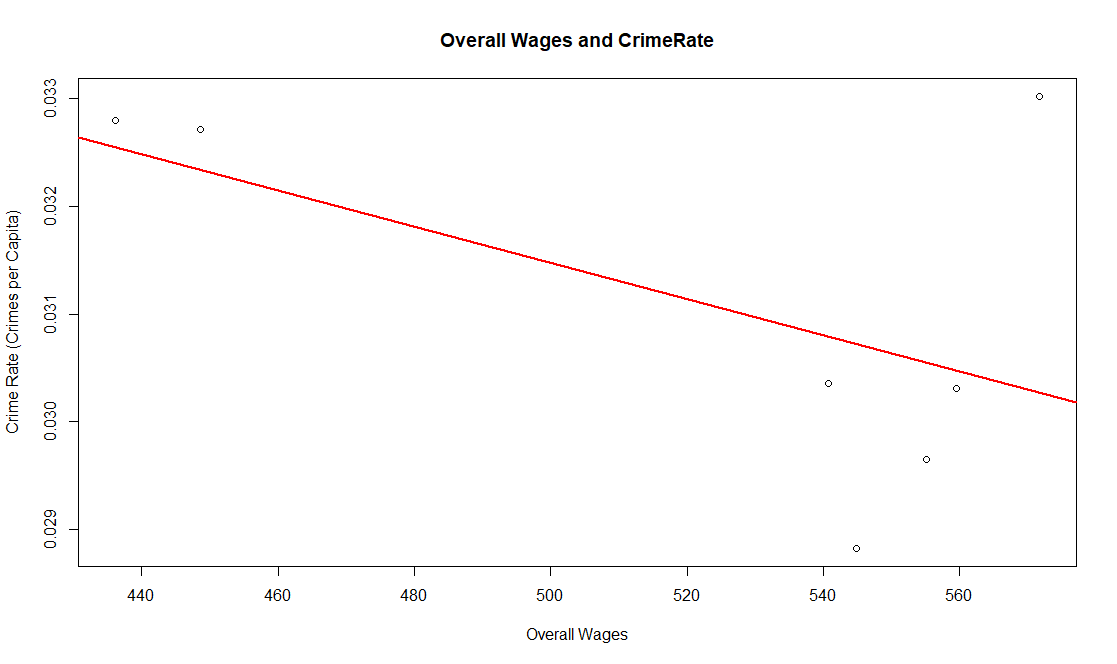 Overall Wages and CrimeRate
Crime Rate (Crimes per Capita)
0.033
0.032
0.031
0.030
0.029
440 460 480 500 520 540 560
Overall Wages